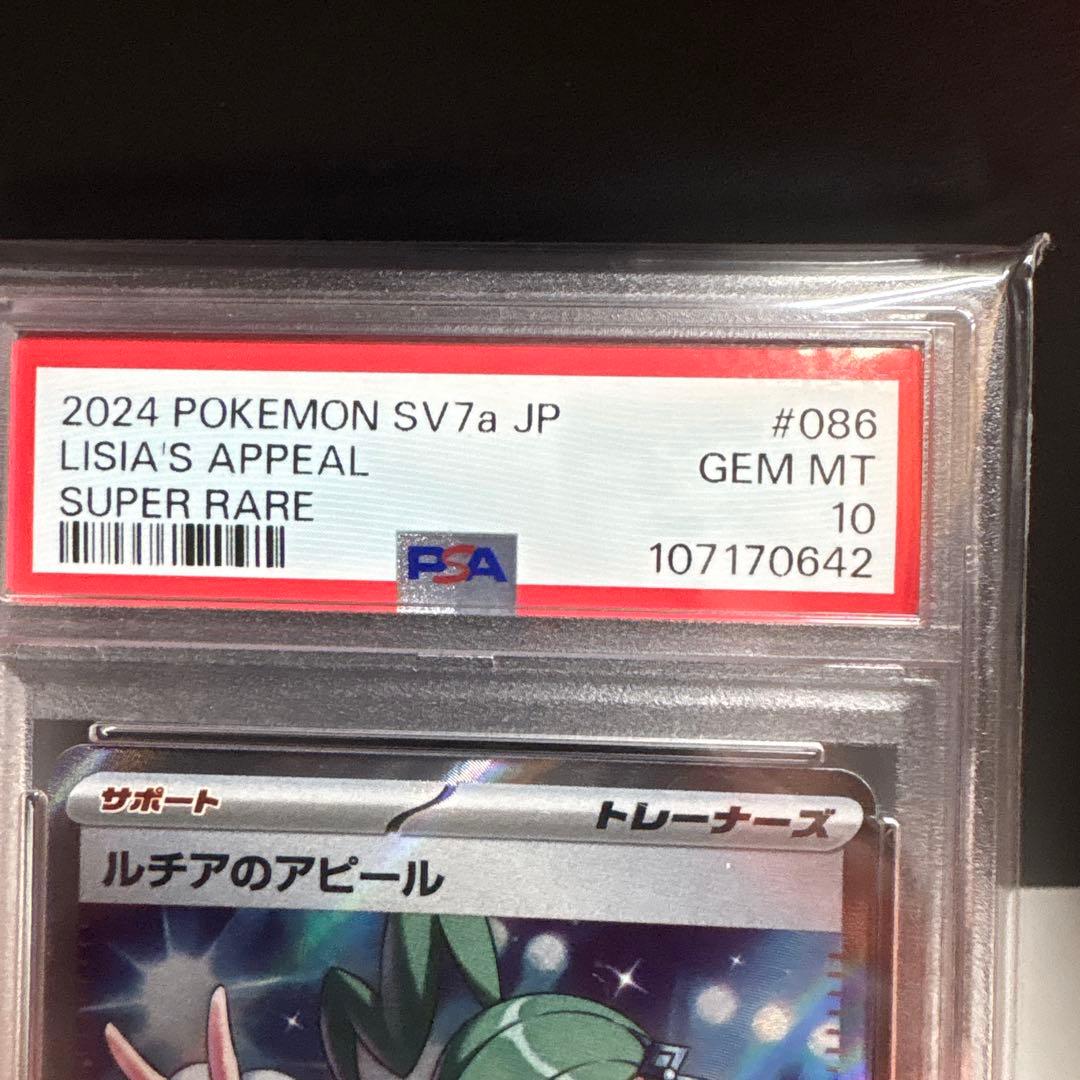 2024 POKEMON SV7a JP #086
LISIA'S APPEAL GEM MT
SUPER RARE 10
PSA 107170642
サポート トレーナーズ
ルチアのアピール